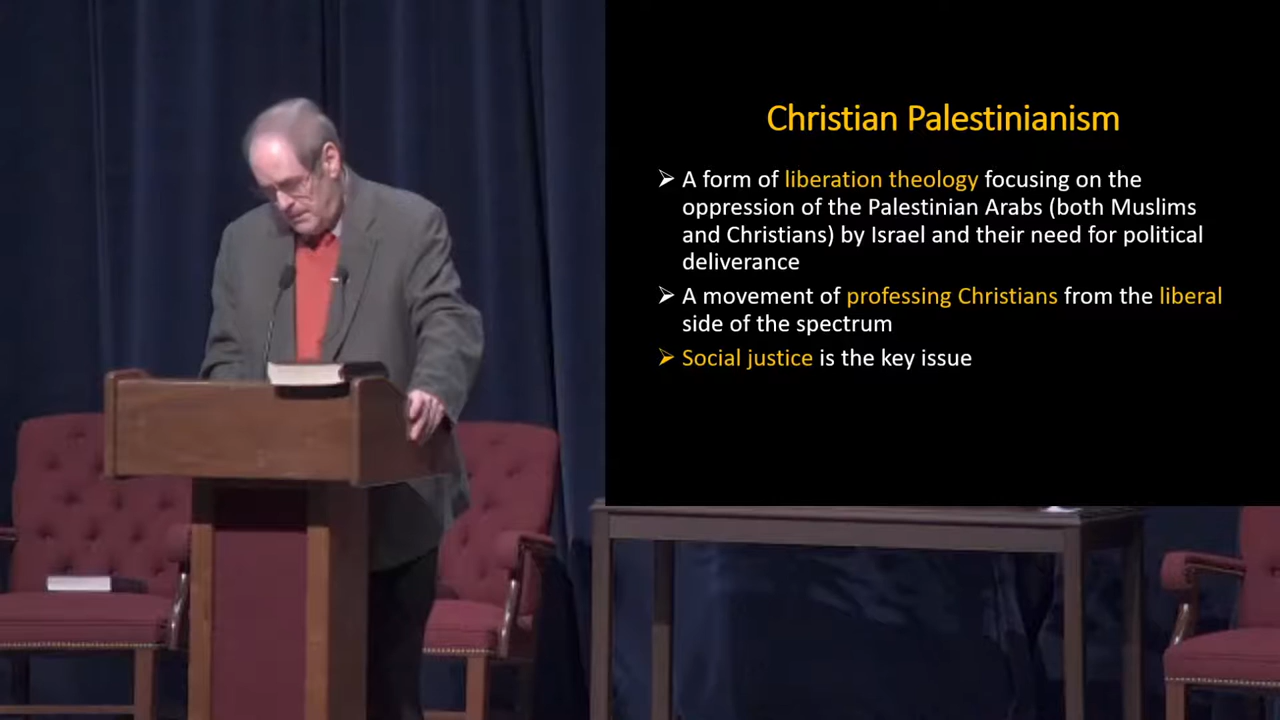 Christian Palestinianism
➤ A form of liberation theology focusing on the
oppression of the Palestinian Arabs (both Muslims
and Christians) by Israel and their need for political
deliverance
➤ A movement of professing Christians from the liberal
side of the spectrum
➤ Social justice is the key issue